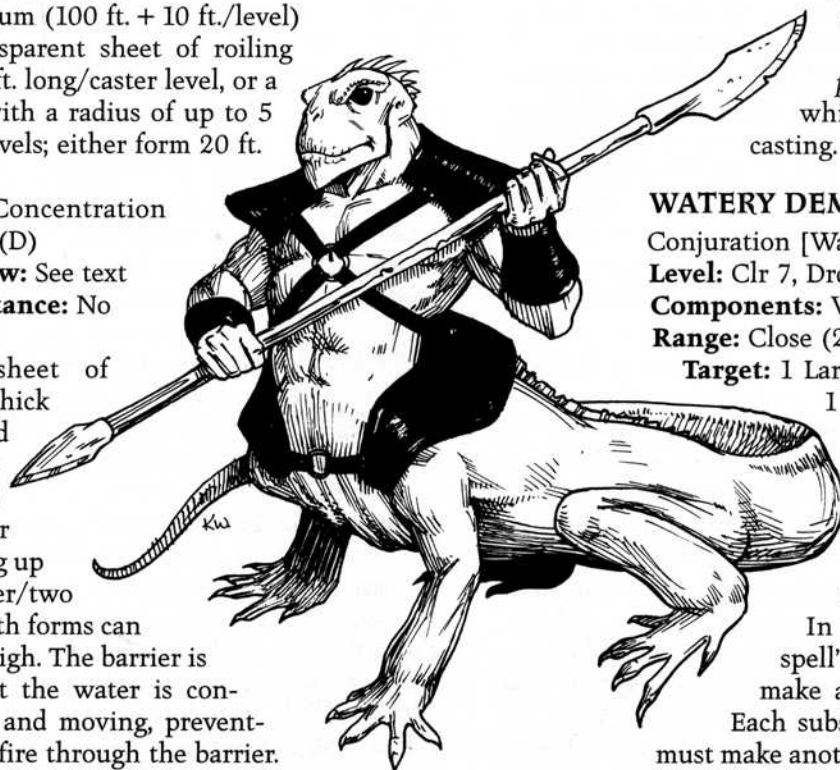 um (100 ft. + 10 ft./level)
sparent sheet of roiling
ft. long/caster level, or a
ith a radius of up to 5
vels; either form 20 ft.
Concentration
(D)
w: See text
tance: No
sheet of
hick
d
r
g up
er/two
th forms can
igh. The barrier is
t the water is con-
and moving, prevent-
fire through the barrier.
KW
whi
casting.
WATERY DEM
Conjuration [Wa
Level: Clr 7, Dr
Components: V
Range: Close (2
Target: 1 Lar
1
In
spell'
make a
Each subs
must make anot